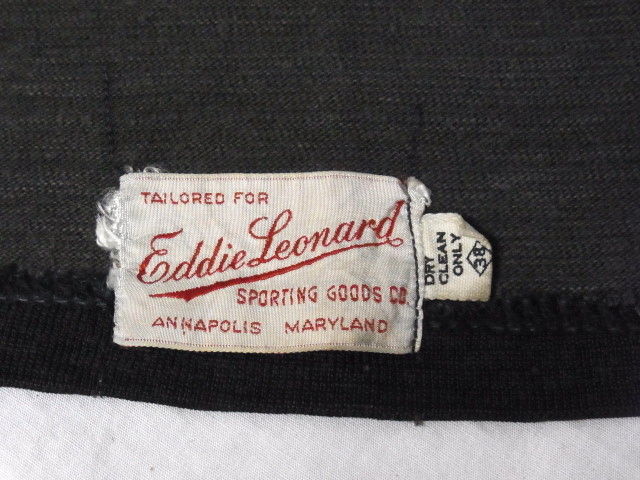 TAILORED FOR
Eddie Leonard
SPORTING GOODS CO.
ANNAPOLIS MARYLAND
DRY
CLEAN
ONLY
38